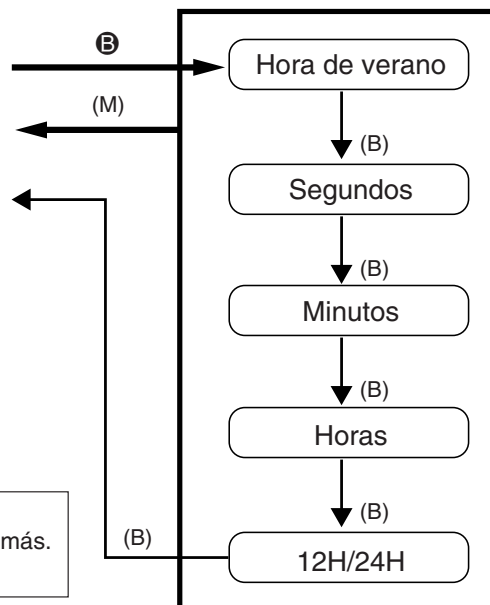 B
Hora de verano
(M)
(B)
Segundos
(B)
Minutos
(B)
Horas
(B)
más.
(B)
12H/24H